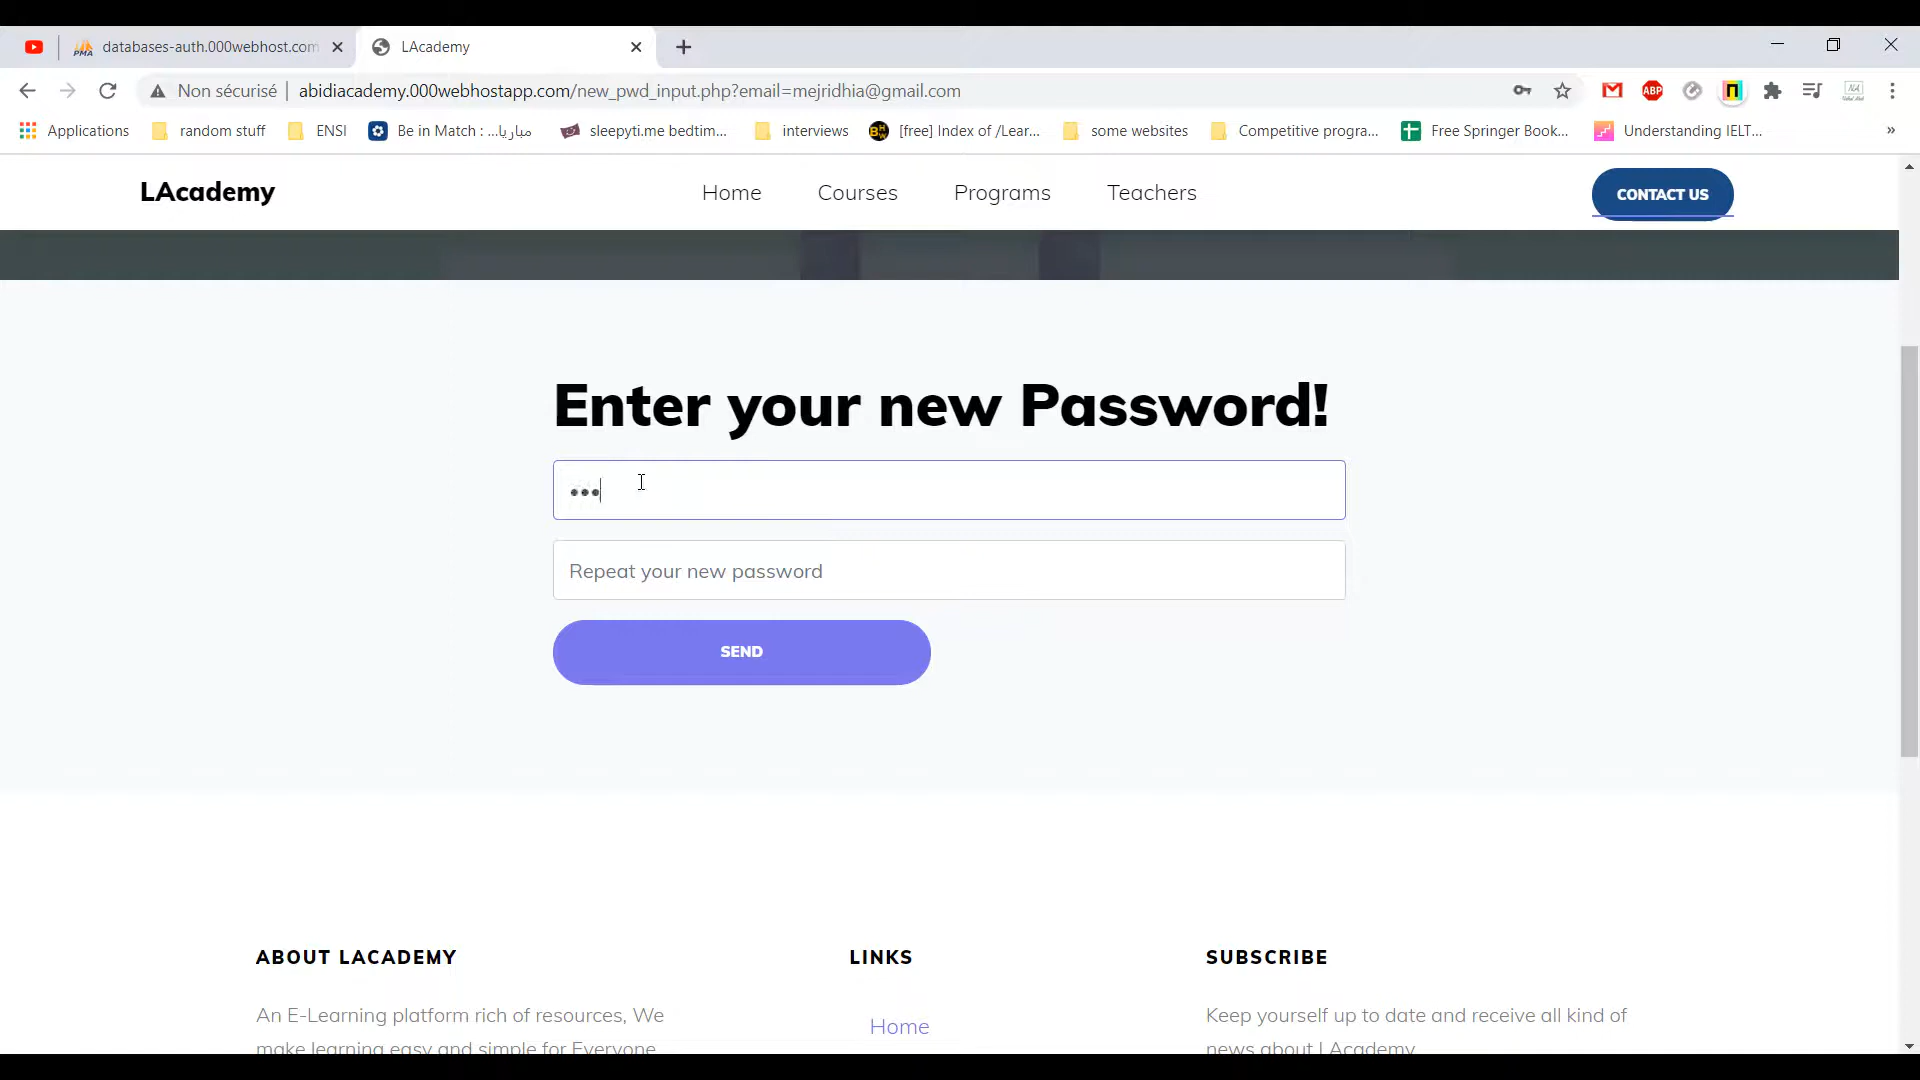 databases-auth.000webhost.com
LAcademy
Non sécurisé
abidiacademy.000webhostapp.com/new_pwd_input.php?email=mejridhia@gmail.com
ABP
Applications
random stuff
ENSI
Be in Match : ...مباريا
sleepyti.me bedtim...
interviews
[free] Index of /Lear...
some websites
Competitive progra...
Free Springer Book...
Understanding IELT...
»
LAcademy
Home
Courses
Programs
Teachers
CONTACT US
Enter your new Password!
Repeat your new password
SEND
ABOUT LACADEMY
An E-Learning platform rich of resources, We
make learning easy and simple for Everyone
LINKS
Home
SUBSCRIBE
Keep yourself up to date and receive all kind of
news about LAcademy